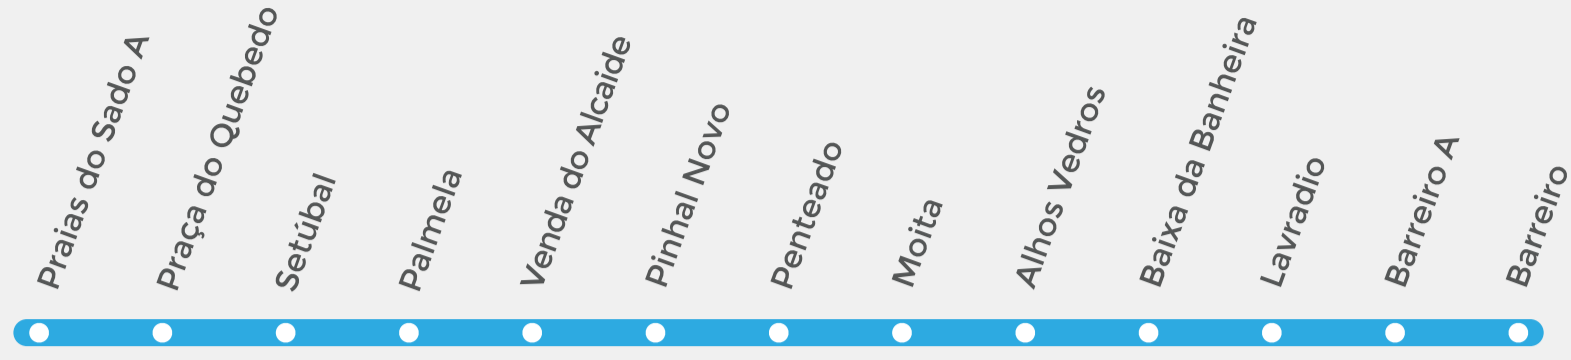 Praias do Sado A
Praça do Quebedo
Setúbal
Palmela
Venda do Alcaide
Pinhal Novo
Penteado
Moita
Alhos Vedros
Baixa da Banheira
Lavradio
Barreiro A
Barreiro